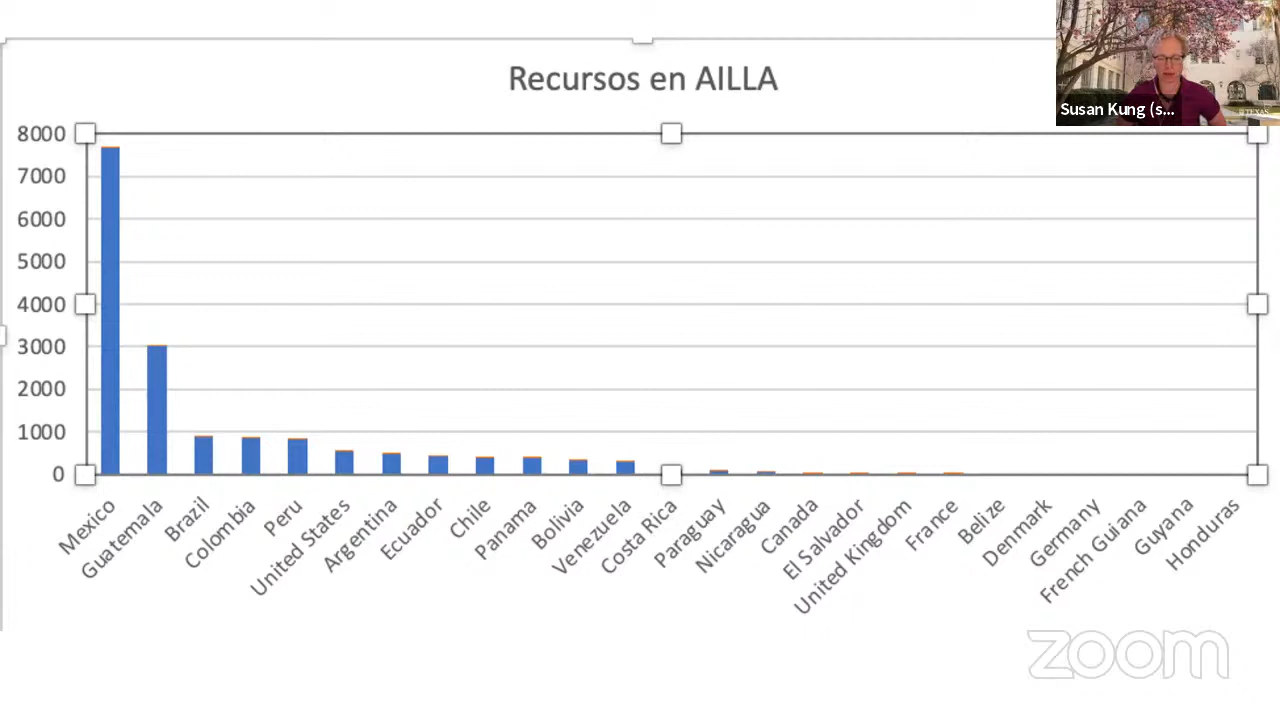 Recursos en AILLA
Susan Kung (s...
8000
7000
6000
5000
4000
3000
2000
1000
0
Mexico
Guatemala
Brazil
Colombia
Peru
United States
Argentina
Ecuador
Chile
Panama
Bolivia
Venezuela
Costa Rica
Paraguay
Nicaragua
Canada
El Salvador
United Kingdom
France
Belize
Denmark
Germany
French Guiana
Guyana
Honduras
zoom